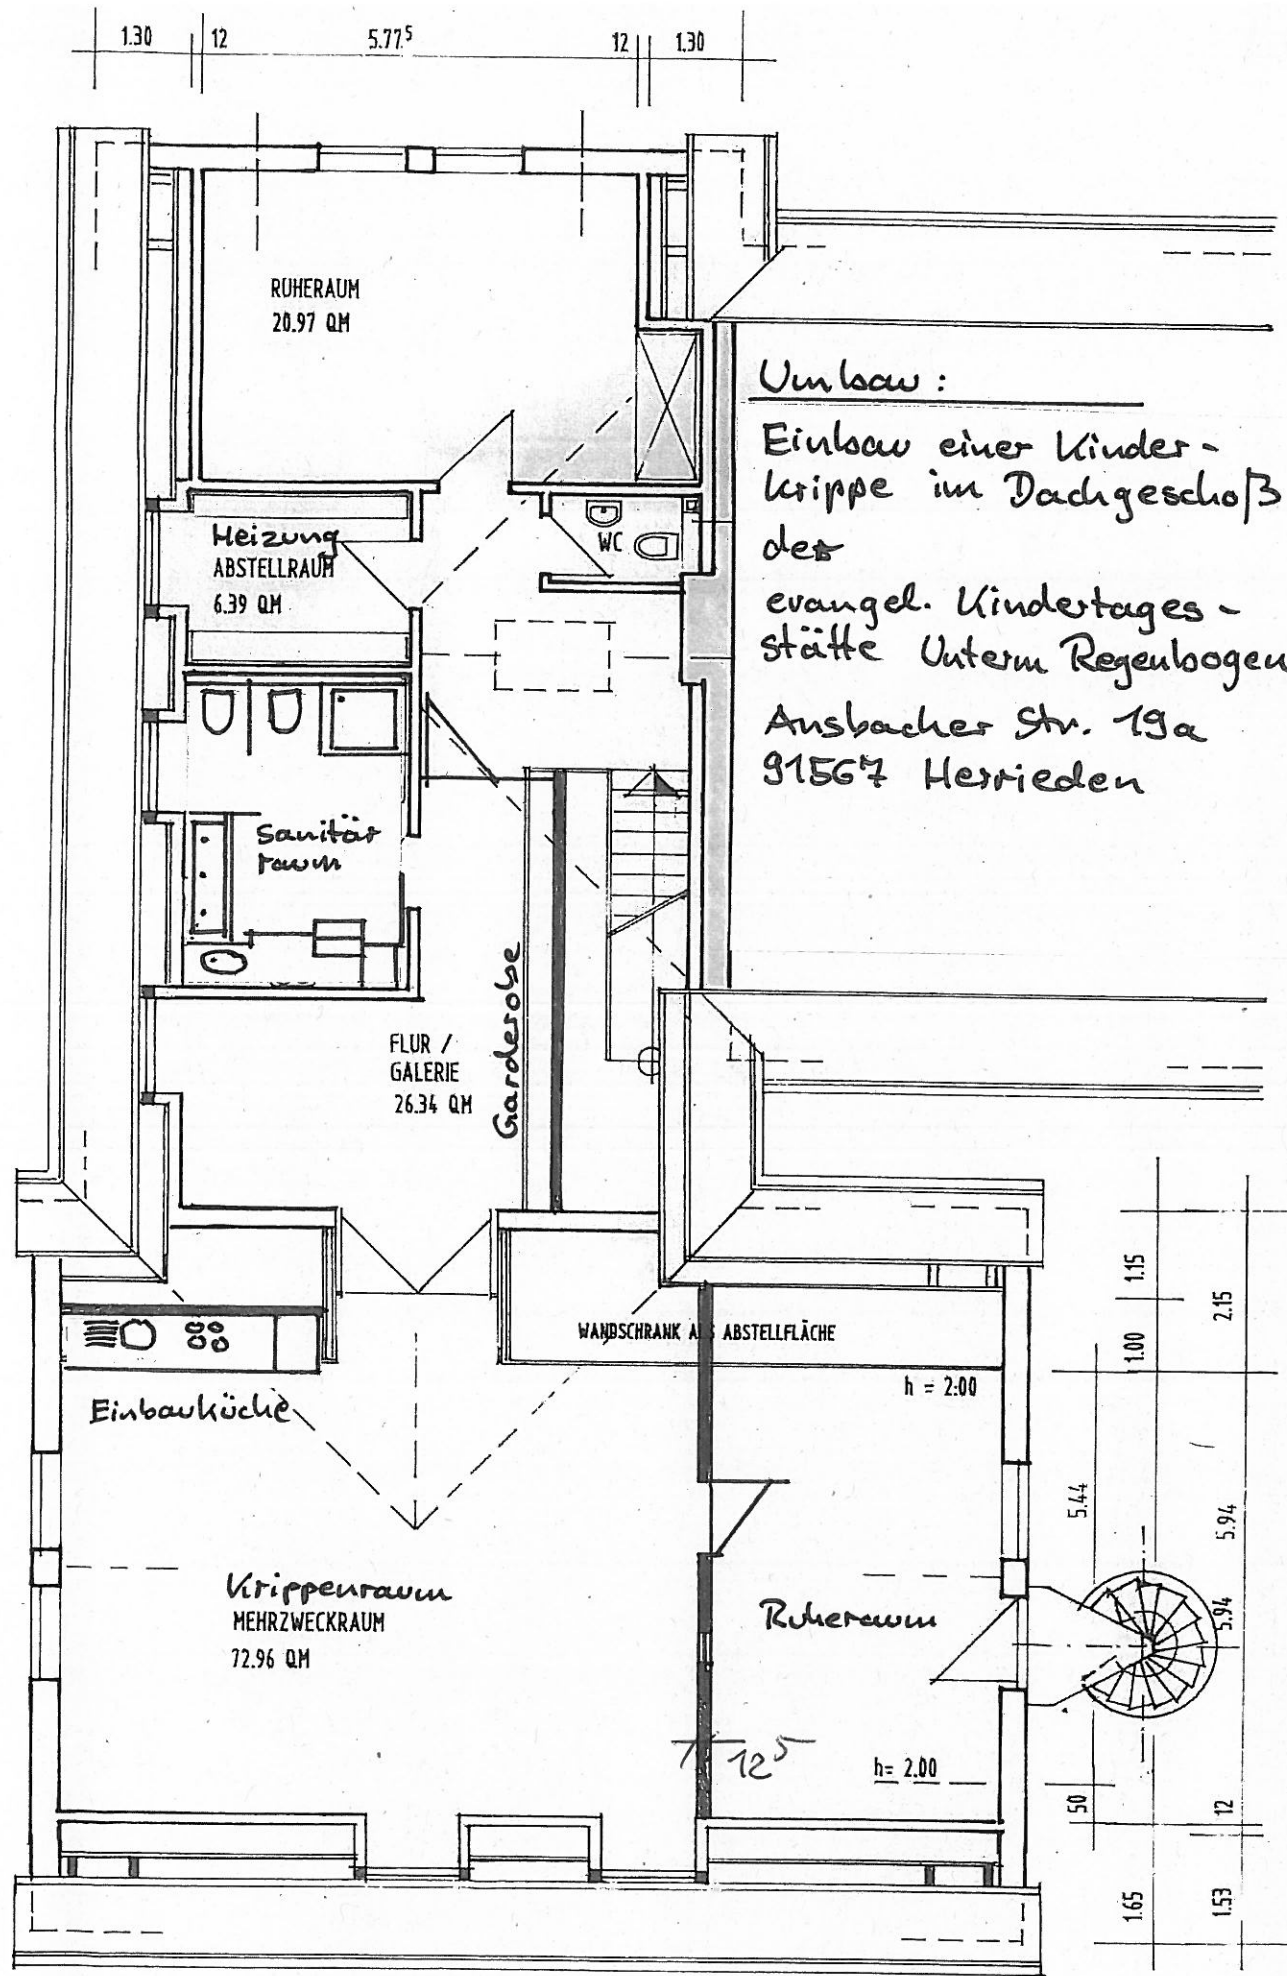 1.30 12 5.77⁵ 12 1.30
RUHERAUM
20.97 QM
Umbau:
Einbau einer Kinder-
krippe im Dachgeschoß
der
evangel. Kindertages-
stätte Unterm Regenbogen
Ansbacher Str. 19a
91567 Herrieden
Heizung
ABSTELLRAUM
6.39 QM
WC
Sanitär
raum
Garderobe
FLUR /
GALERIE
26.34 QM
WANDSCHRANK ABSTELLFLÄCHE
h = 2.00
Einbauküche
Krippenraum
MEHRZWECKRAUM
72.96 QM
Ruheraum
12⁵
h= 2.00
1.15
1.00
2.15
5.44
5.94
5.94
50
12
1.65
1.53